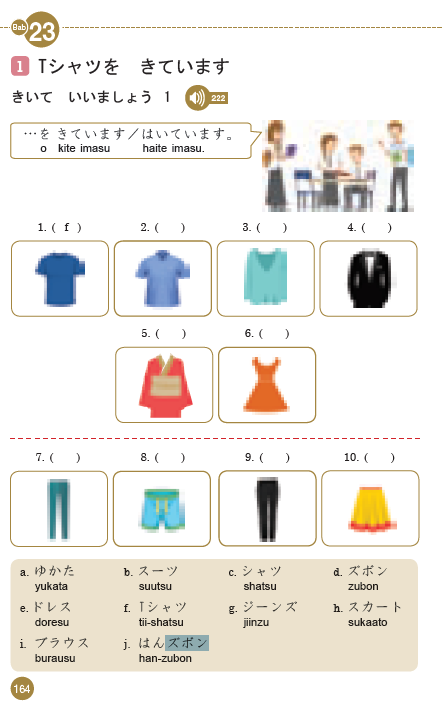 Bab 23
1 Tシャツを きています
きいて いいましょう 1 222
…を きています／はいています。
o kite imasu haite imasu.
1. ( f ) 2. ( ) 3. ( ) 4. ( )
5. ( ) 6. ( )
7. ( ) 8. ( ) 9. ( ) 10. ( )
a. ゆかた b. スーツ c. シャツ d. ズボン
yukata suutsu shatsu zubon
e. ドレス f. Tシャツ g. ジーンズ h. スカート
doresu tii-shatsu jiinzu sukaato
i. ブラウス j. はんズボン
burausu han-zubon
164